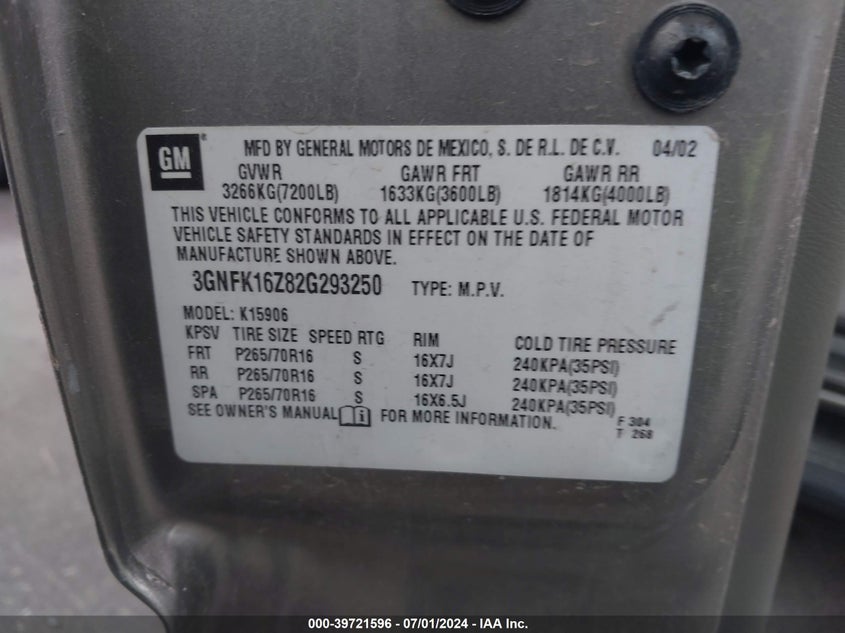 GM® MFD BY GENERAL MOTORS DE MEXICO, S. DE R.L. DE C.V. 04/02
GVWR GAWR FRT GAWR RR
3266KG(7200LB) 1633KG(3600LB) 1814KG(4000LB)
THIS VEHICLE CONFORMS TO ALL APPLICABLE U.S. FEDERAL MOTOR
VEHICLE SAFETY STANDARDS IN EFFECT ON THE DATE OF
MANUFACTURE SHOWN ABOVE.
3GNFK16Z82G293250 TYPE: M.P.V.
MODEL: K15906
KPSV TIRE SIZE SPEED RTG RIM COLD TIRE PRESSURE
FRT P265/70R16 S 16X7J 240KPA(35PSI)
RR P265/70R16 S 16X7J 240KPA(35PSI)
SPA P265/70R16 S 16X6.5J 240KPA(35PSI)
SEE OWNER'S MANUAL FOR MORE INFORMATION.
F 304
T 268
000-39721596 / 07/01/2024 - IAA Inc.